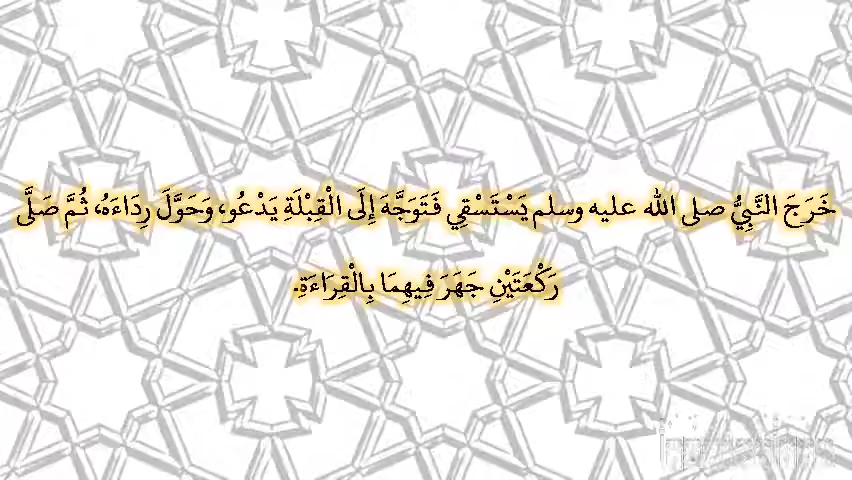 خَرَجَ النَّبِيُّ صلى الله عليه وسلم يَسْتَسْقِي فَتَوَجَّهَ إِلَى الْقِبْلَةِ يَدْعُو، وَحَوَّلَ رِدَاءَهُ، ثُمَّ صَلَّى
رَكْعَتَيْنِ جَهَرَ فِيهِمَا بِالْقِرَاءَةِ.